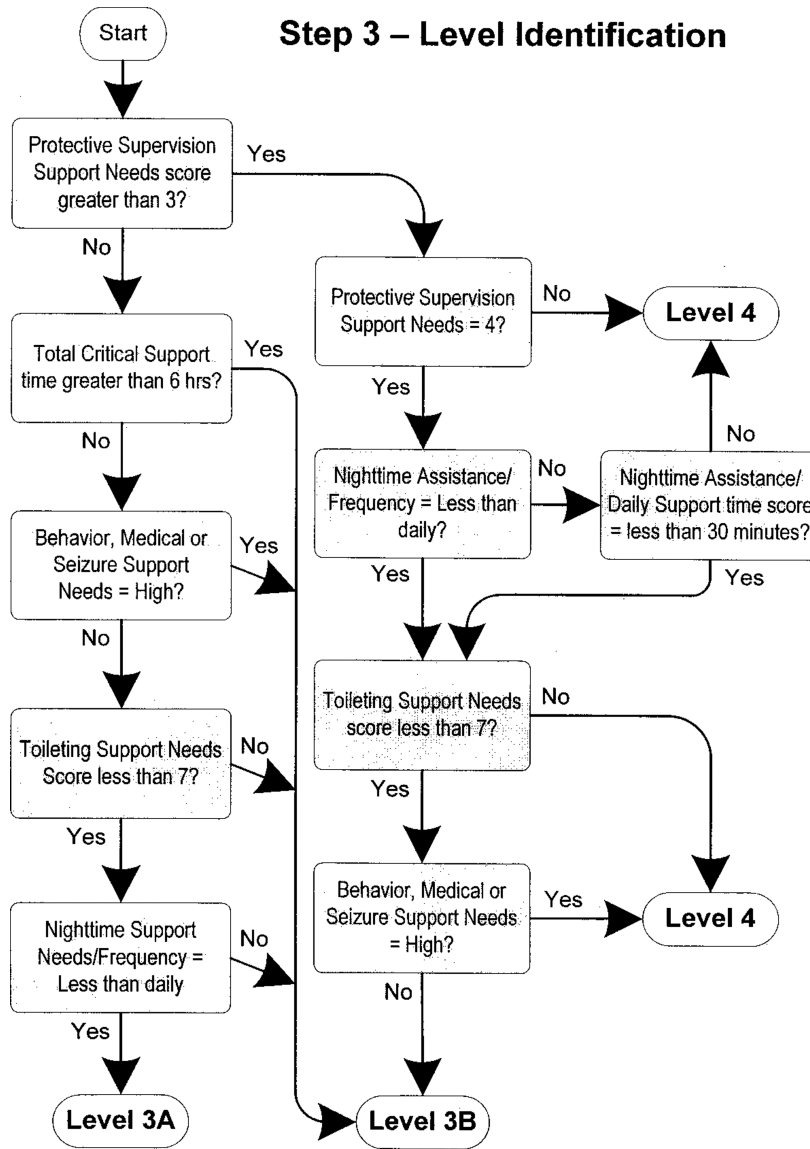 Start
Step 3 – Level Identification
Protective Supervision
Support Needs score
greater than 3?
Yes
No
Protective Supervision
Support Needs = 4?
No
Level 4
Yes
Total Critical Support
time greater than 6 hrs?
Yes
No
Nighttime Assistance/
Frequency = Less than
daily?
No
Yes
Nighttime Assistance/
Daily Support time score
= less than 30 minutes?
No
Yes
Behavior, Medical or
Seizure Support
Needs = High?
Yes
No
Toileting Support Needs
score less than 7?
No
Yes
Toileting Support Needs
Score less than 7?
No
Yes
Behavior, Medical or
Seizure Support Needs
= High?
Yes
Level 4
No
Nighttime Support
Needs/Frequency =
Less than daily
No
Yes
Level 3A
Level 3B